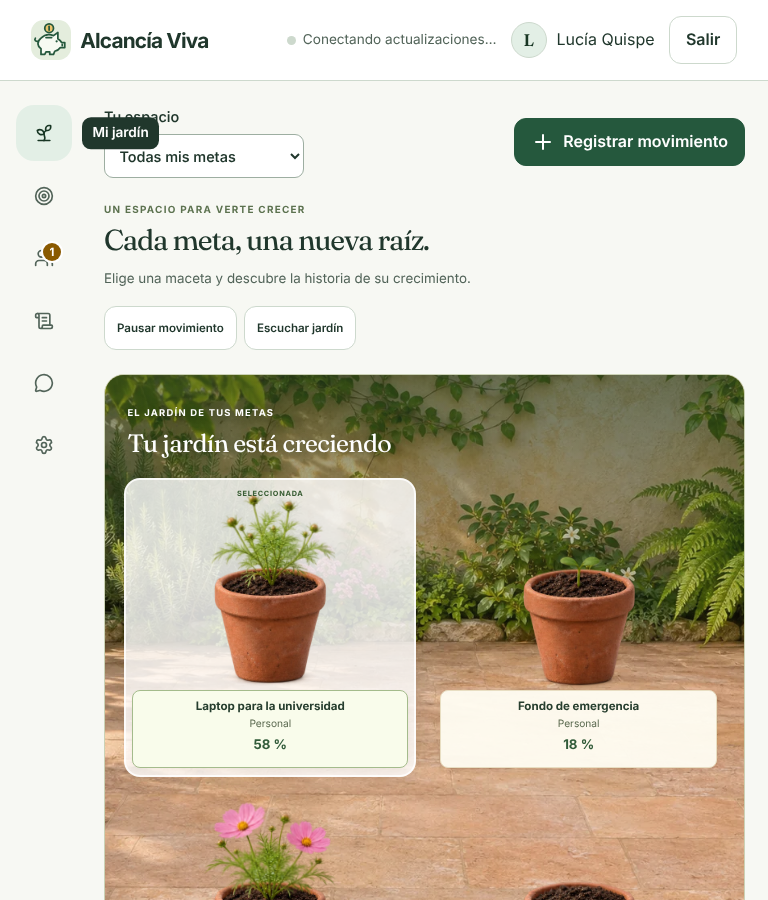 Alcancía Viva
Conectando actualizaciones...
L
Lucía Quispe
Salir
Tu espacio
Mi jardín
Todas mis metas
Registrar movimiento
1
UN ESPACIO PARA VERTE CRECER
Cada meta, una nueva raíz.
Elige una maceta y descubre la historia de su crecimiento.
Pausar movimiento
Escuchar jardín
EL JARDÍN DE TUS METAS
Tu jardín está creciendo
SELECCIONADA
Laptop para la universidad
Personal
58 %
Fondo de emergencia
Personal
18 %